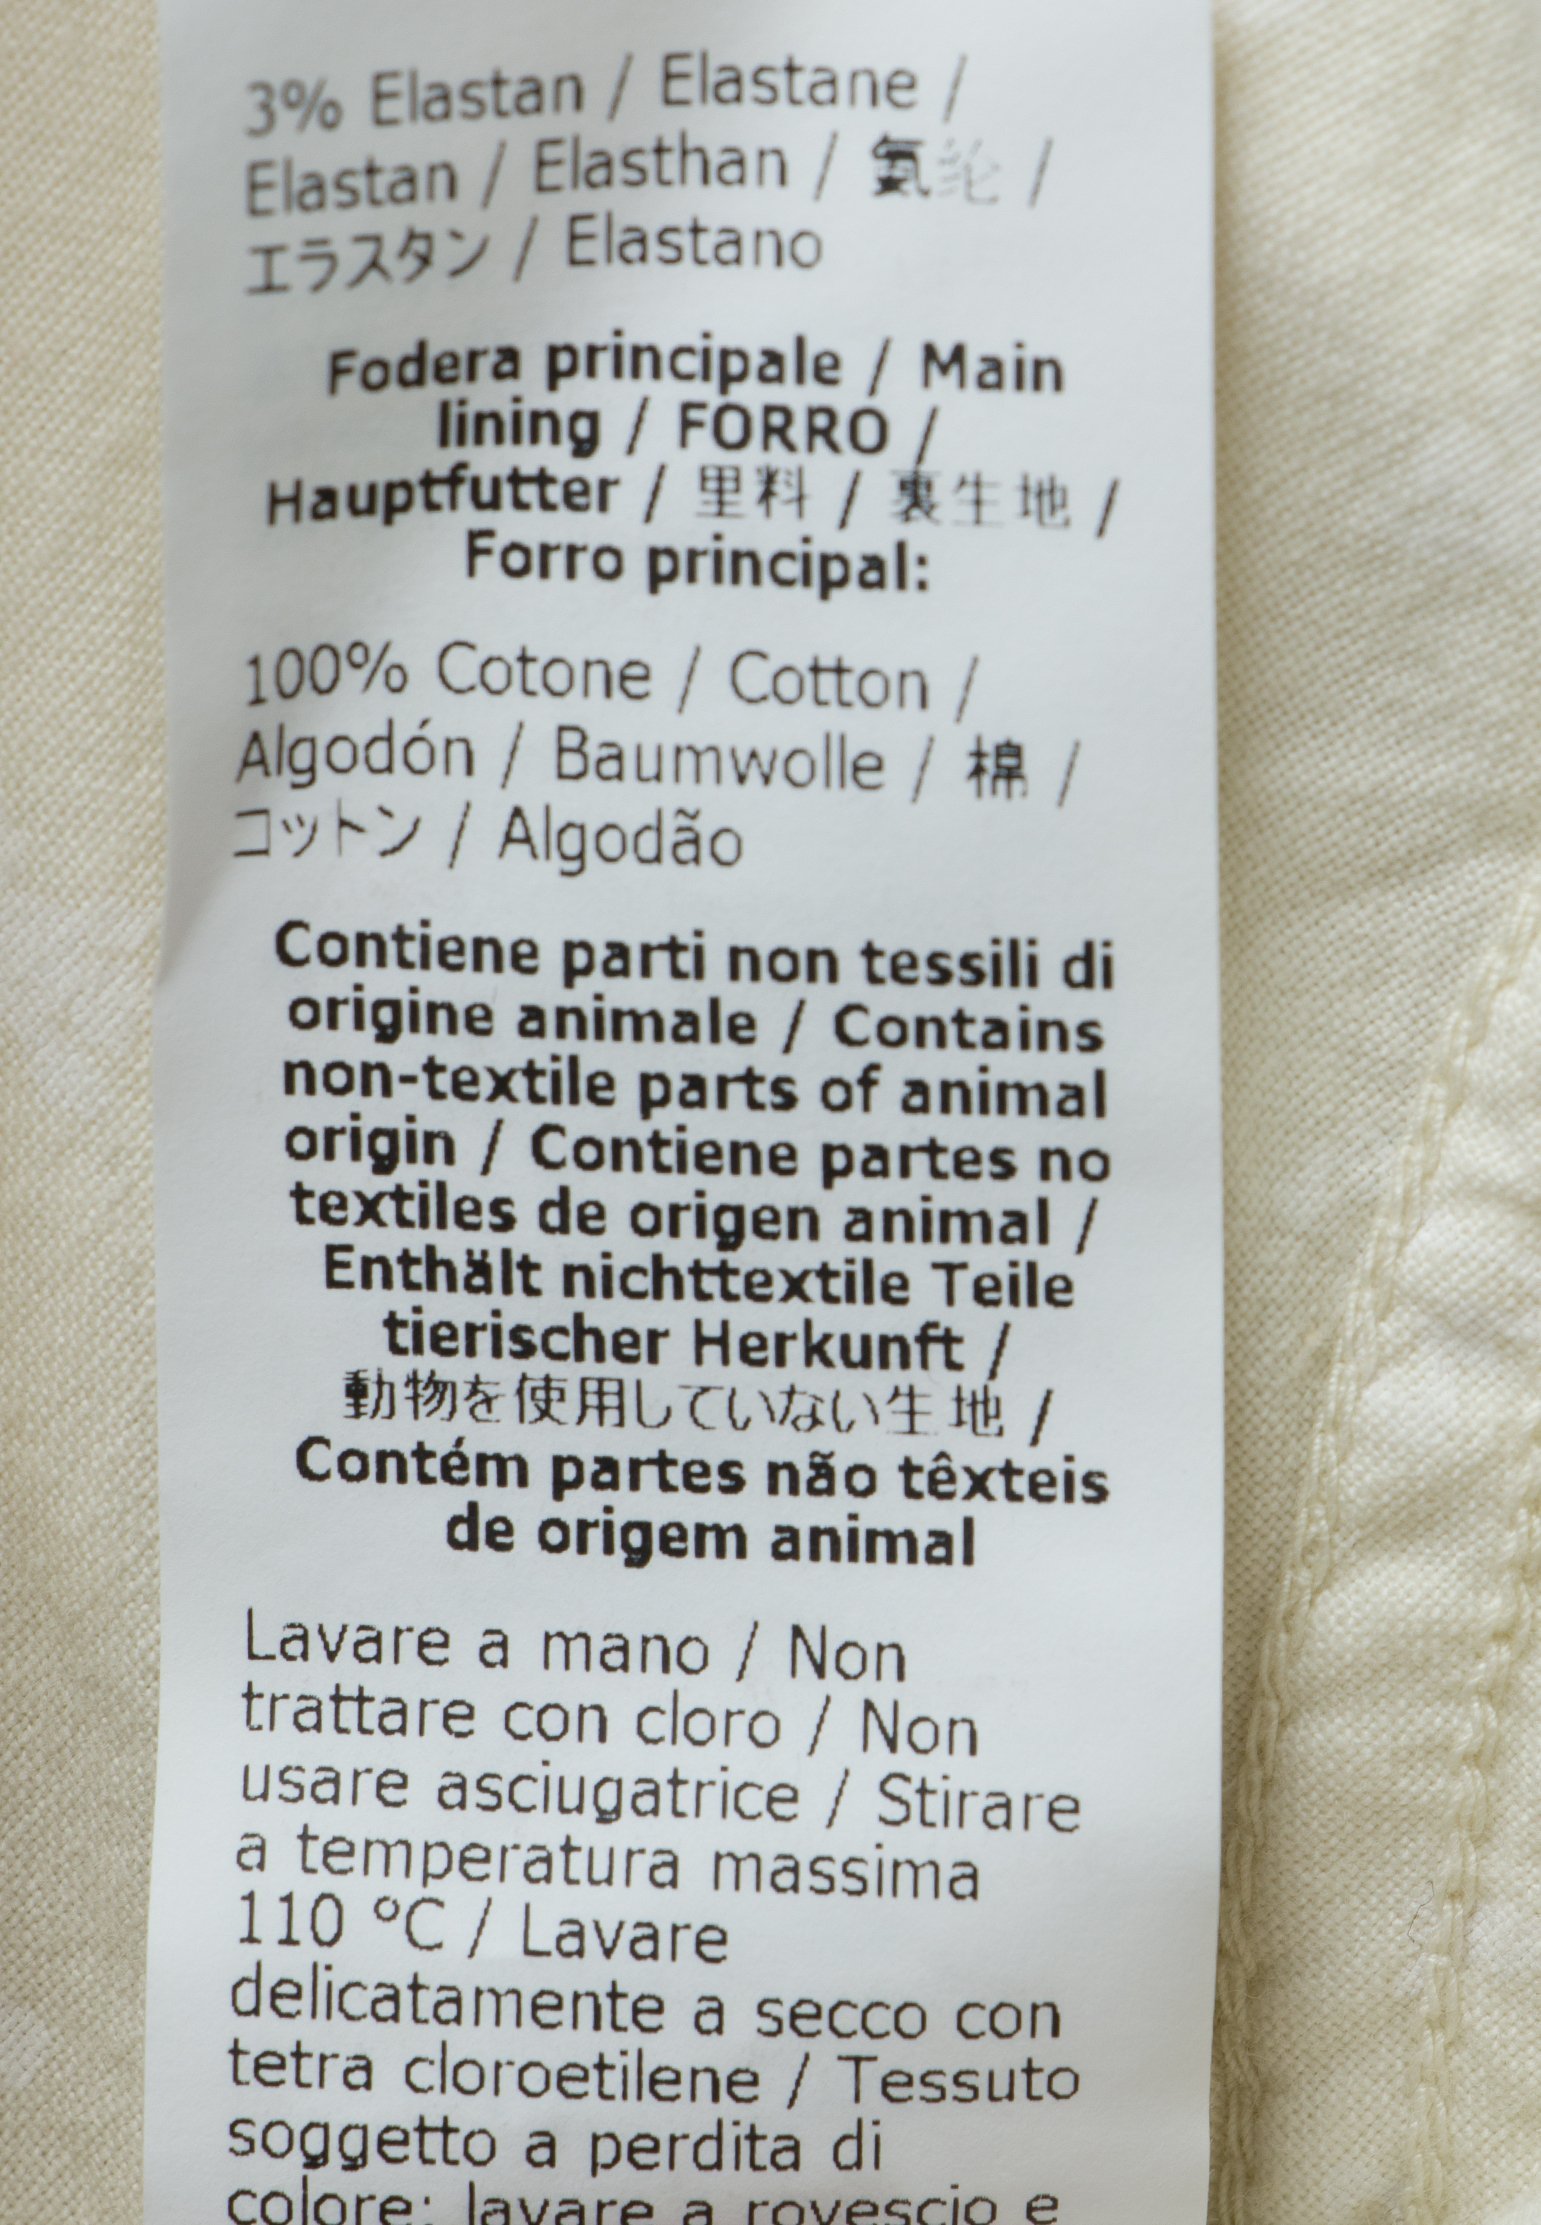 3% Elastan / Elastane /
Elastan / Elasthan / 氨纶 /
エラスタン / Elastano
Fodera principale / Main
lining / FORRO /
Hauptfutter / 里料 / 裏生地 /
Forro principal:
100% Cotone / Cotton /
Algodón / Baumwolle / 棉 /
コットン / Algodão
Contiene parti non tessili di
origine animale / Contains
non-textile parts of animal
origin / Contiene partes no
textiles de origen animal /
Enthält nichttextile Teile
tierischer Herkunft /
動物を使用していない生地 /
Contém partes não têxteis
de origem animal
Lavare a mano / Non
trattare con cloro / Non
usare asciugatrice / Stirare
a temperatura massima
110 °C / Lavare
delicatamente a secco con
tetra cloroetilene / Tessuto
soggetto a perdita di
colore: lavare a rovescio e